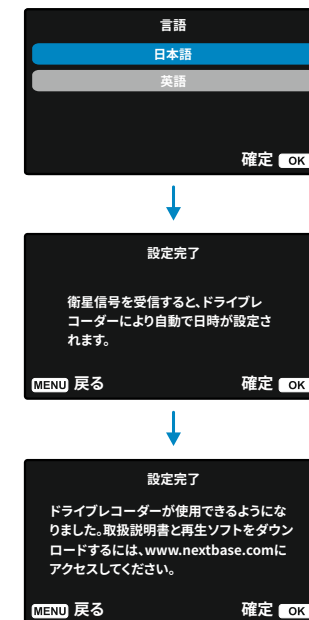 言語
日本語
英語
確定 OK
設定完了
衛星信号を受信すると、ドライブレ
コーダーにより自動で日時が設定さ
れます。
MENU 戻る 確定 OK
設定完了
ドライブレコーダーが使用できるようにな
りました。取扱説明書と再生ソフトをダウン
ロードするには、www.nextbase.comに
アクセスしてください。
MENU 戻る 確定 OK